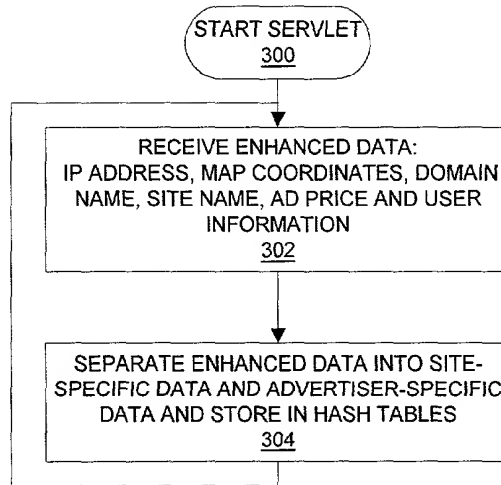 START SERVLET
300
RECEIVE ENHANCED DATA:
IP ADDRESS, MAP COORDINATES, DOMAIN
NAME, SITE NAME, AD PRICE AND USER
INFORMATION
302
SEPARATE ENHANCED DATA INTO SITE-
SPECIFIC DATA AND ADVERTISER-SPECIFIC
DATA AND STORE IN HASH TABLES
304